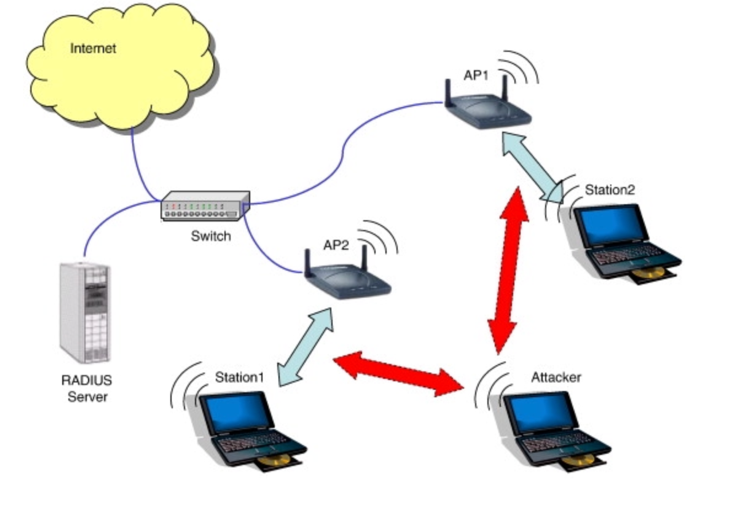 Internet
AP1
Station2
Switch
AP2
RADIUS
Server
Station1
Attacker